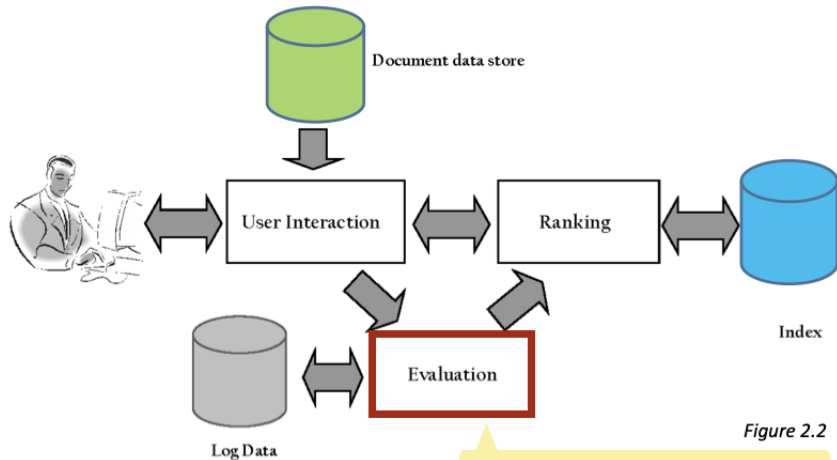 Document data store
User Interaction
Ranking
Index
Evaluation
Log Data
Figure 2.2